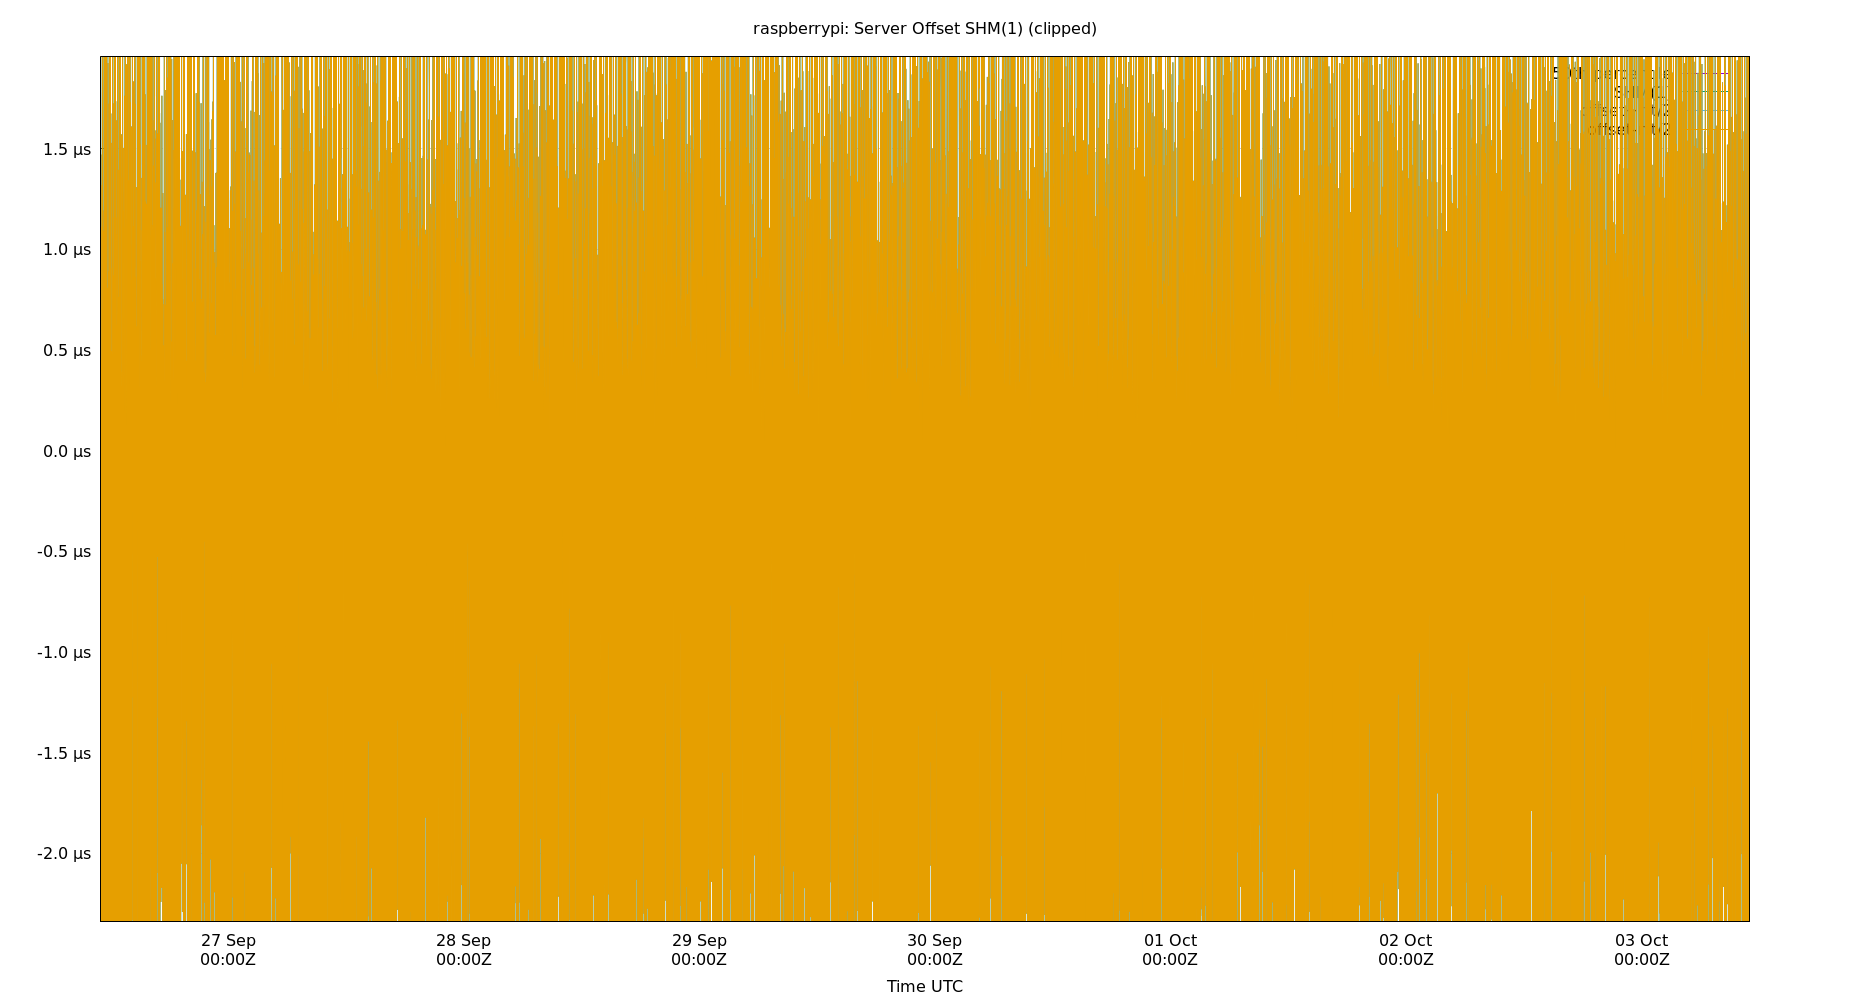 raspberrypi: Server Offset SHM(1) (clipped)
1.5 µs
1.0 µs
0.5 µs
0.0 µs
-0.5 µs
-1.0 µs
-1.5 µs
-2.0 µs
27 Sep 28 Sep 29 Sep 30 Sep 01 Oct 02 Oct 03 Oct
00:00Z 00:00Z 00:00Z 00:00Z 00:00Z 00:00Z 00:00Z
Time UTC